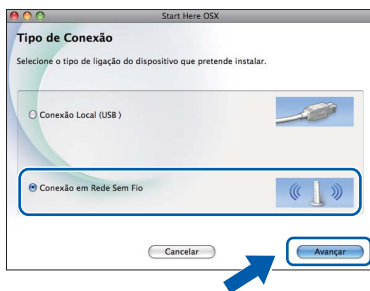 Start Here OSX
Tipo de Conexão
Selecione o tipo de ligação do dispositivo que pretende instalar.
Conexão Local (USB )
Conexão em Rede Sem Fio
Cancelar
Avançar